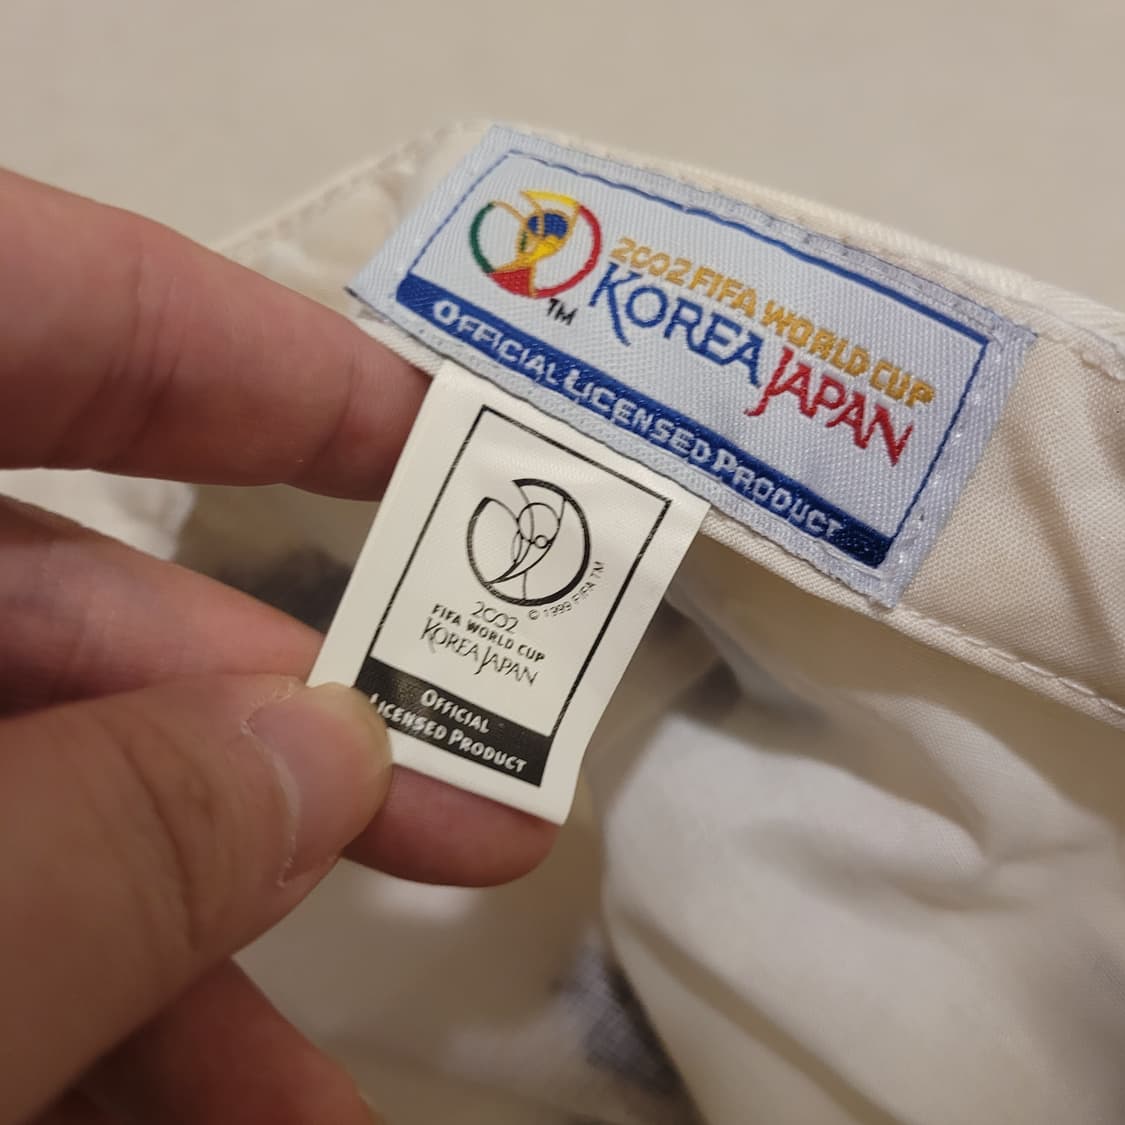 2002 FIFA WORLD CUP
KOREA JAPAN
TM
OFFICIAL LICENSED PRODUCT
© 1999 FIFA TM
2002
FIFA WORLD CUP
KOREA JAPAN
OFFICIAL
LICENSED PRODUCT